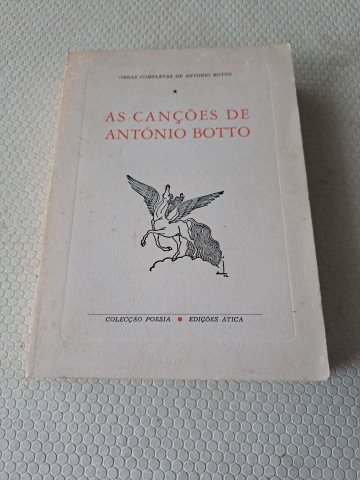 OBRAS COMPLETAS DE ANTÓNIO BOTTO
AS CANÇÕES DE
ANTÓNIO BOTTO
COLECÇÃO POESIA • EDIÇÕES ÁTICA